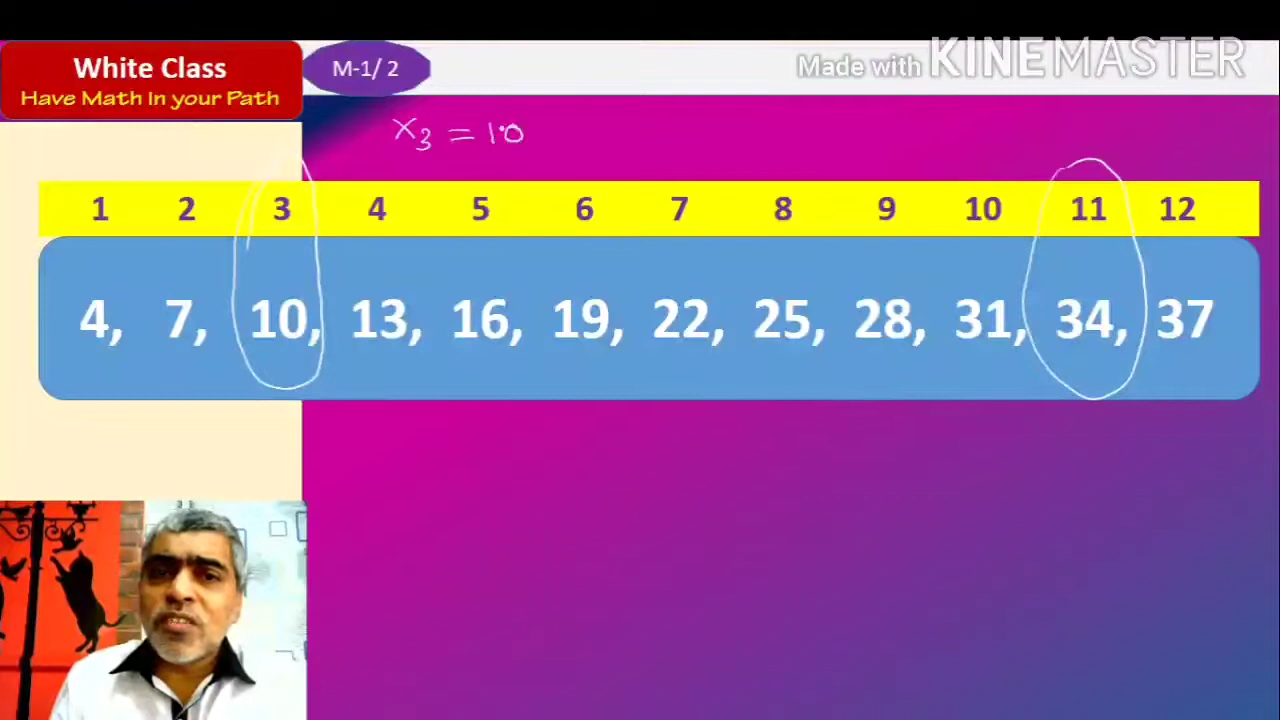 White Class
Have Math in your Path
M-1/ 2
Made with KINEMASTER
x₃ = 10
1 2 3 4 5 6 7 8 9 10 11 12
4, 7, 10, 13, 16, 19, 22, 25, 28, 31, 34, 37